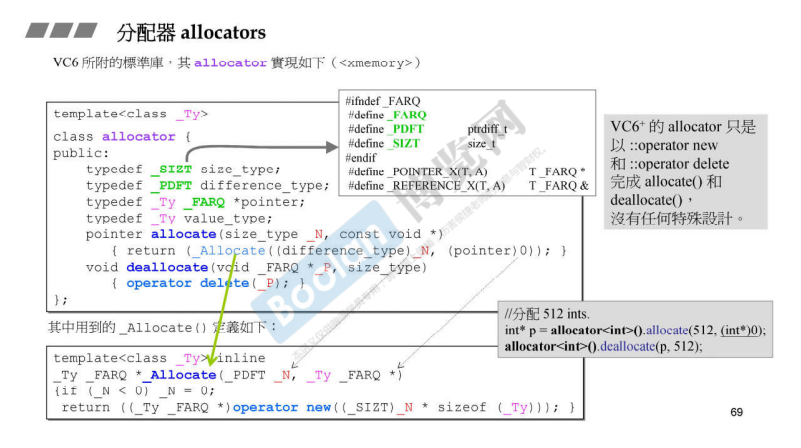 分配器 allocators
VC6 所附的標準庫，其 allocator 實現如下（<xmemory>）
template<class _Ty>
class allocator {
public:
typedef _SIZT size_type;
typedef _PDFT difference_type;
typedef _Ty _FARQ *pointer;
typedef _Ty value_type;
pointer allocate(size_type _N, const void *)
{ return (_Allocate((difference_type)_N, (pointer)0)); }
void deallocate(void _FARQ *_P, size_type)
{ operator delete(_P); }
};
#ifndef _FARQ
#define _FARQ
#define _PDFT ptrdiff_t
#define _SIZT size_t
#endif
#define _POINTER_X(T, A) T _FARQ *
#define _REFERENCE_X(T, A) T _FARQ &
VC6+ 的 allocator 只是
以 ::operator new
和 ::operator delete
完成 allocate() 和
deallocate()，
沒有任何特殊設計。
//分配 512 ints.
int* p = allocator<int>().allocate(512, (int*)0);
allocator<int>().deallocate(p, 512);
其中用到的 _Allocate() 定義如下：
template<class _Ty> inline
_Ty _FARQ *_Allocate(_PDFT _N, _Ty _FARQ *)
{if (_N < 0) _N = 0;
return ((_Ty _FARQ *)operator new((_SIZT)_N * sizeof (_Ty))); }
Boolan 博览网
69